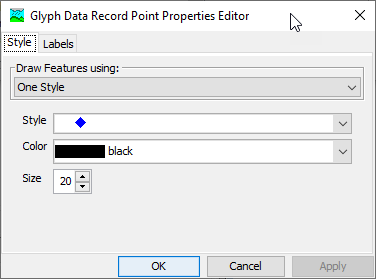 Glyph Data Record Point Properties Editor
Style Labels
Draw Features using:
One Style
Style
Color black
Size 20
OK Cancel Apply